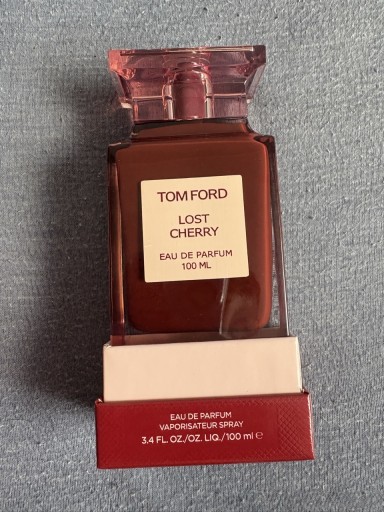 TOM FORD
LOST
CHERRY
EAU DE PARFUM
100 ML
EAU DE PARFUM
VAPORISATEUR SPRAY
3.4 FL. OZ./OZ. LIQ./100 ml ℮